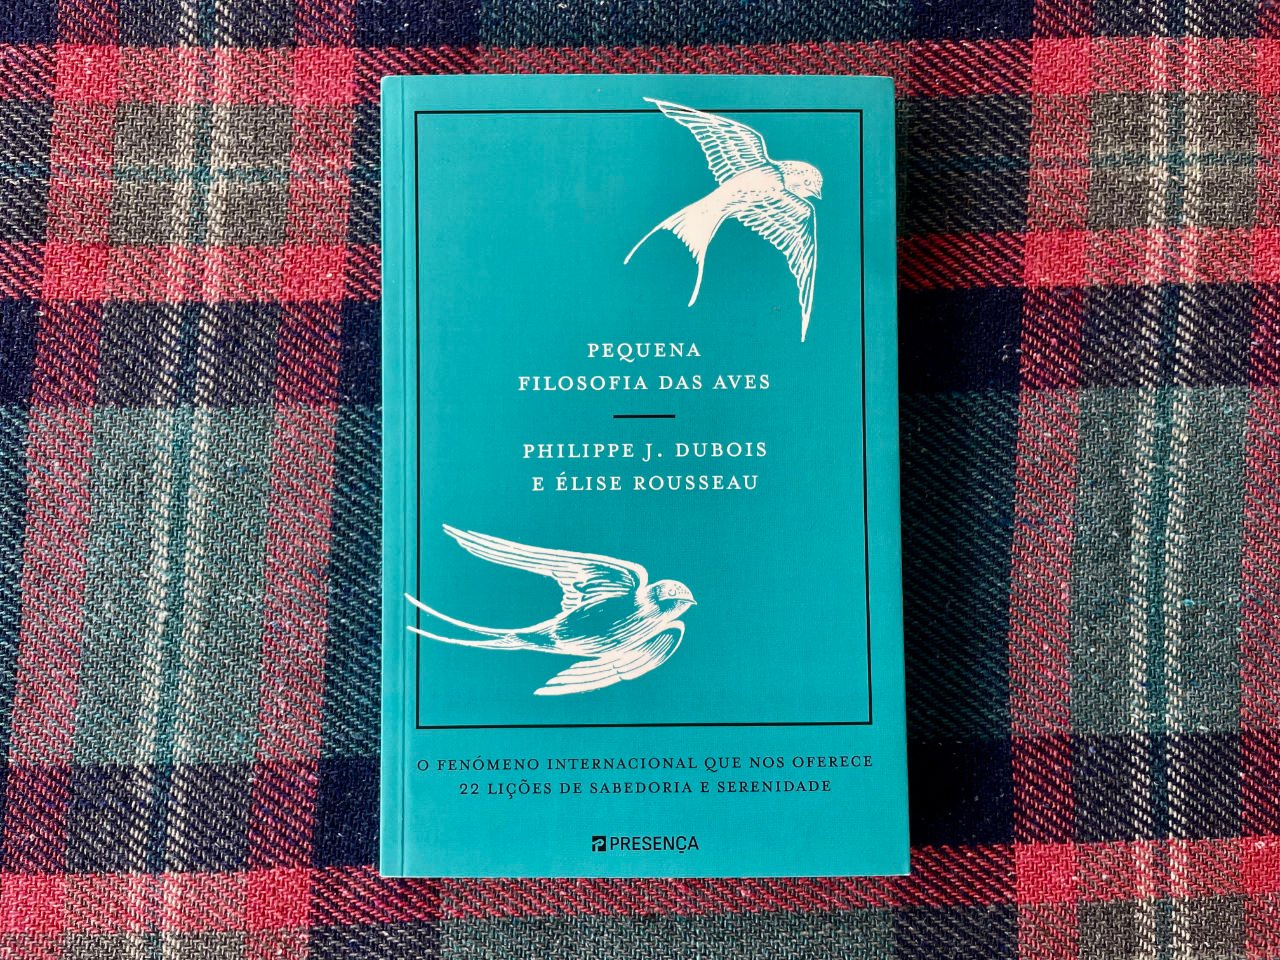 PEQUENA
FILOSOFIA DAS AVES
PHILIPPE J. DUBOIS
E ÉLISE ROUSSEAU
O FENÓMENO INTERNACIONAL QUE NOS OFERECE
22 LIÇÕES DE SABEDORIA E SERENIDADE
PRESENÇA